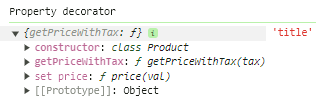 Property decorator
▼ {getPriceWithTax: ƒ} i 'title'
▶ constructor: class Product
▶ getPriceWithTax: ƒ getPriceWithTax(tax)
▶ set price: ƒ price(val)
▶ [[Prototype]]: Object